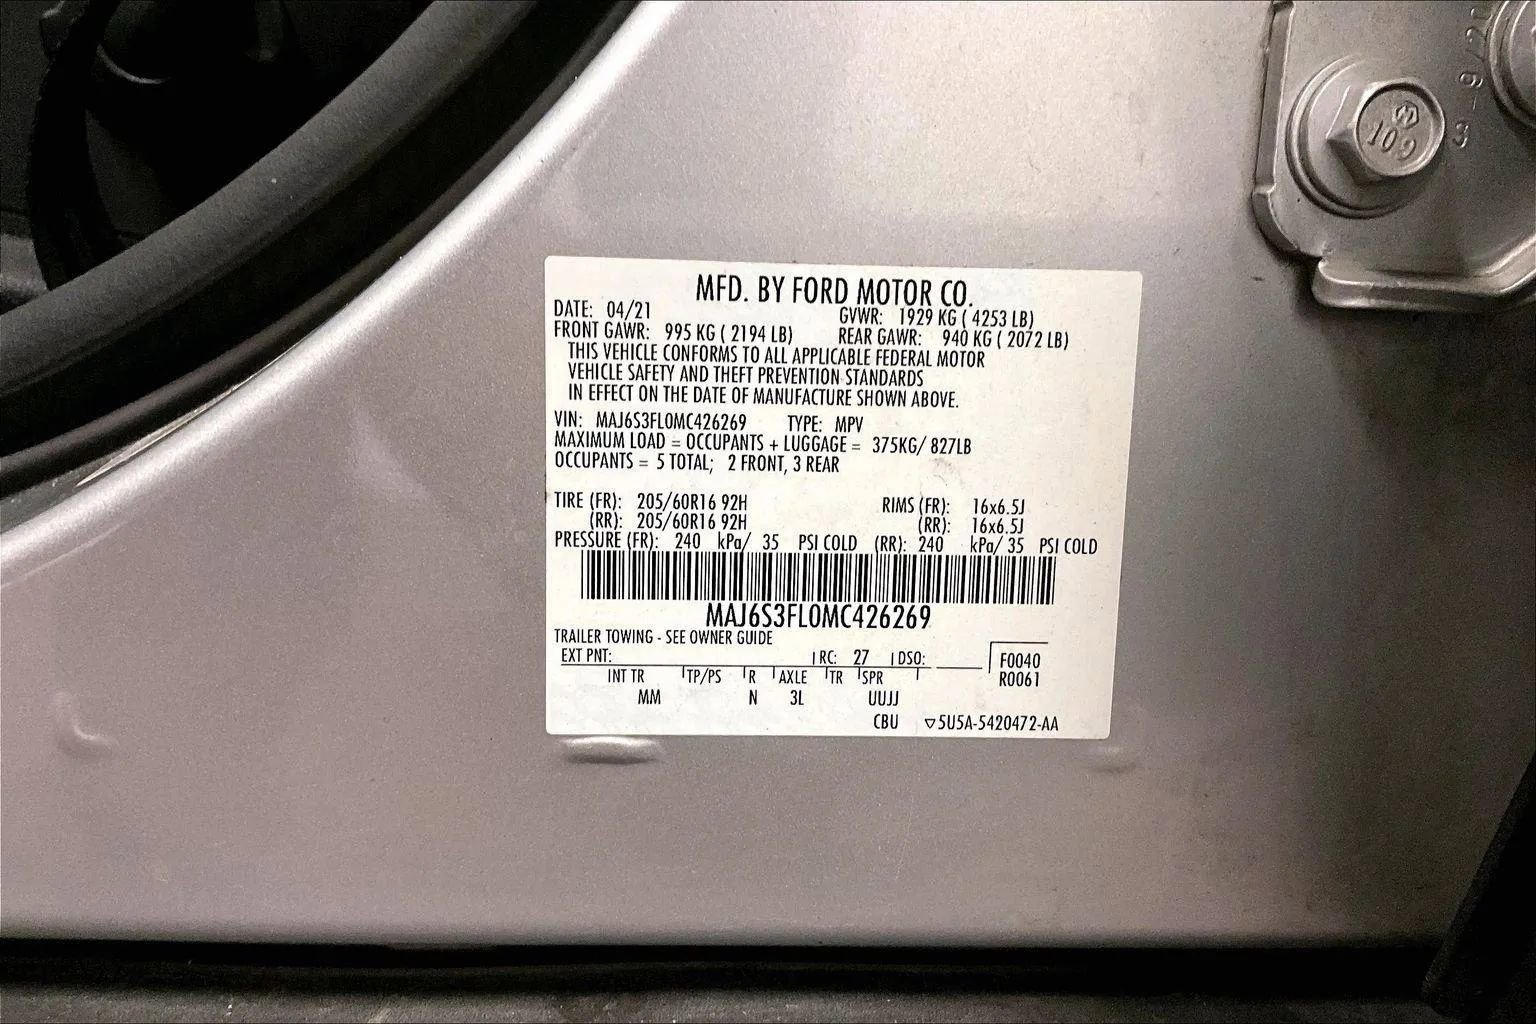 MFD. BY FORD MOTOR CO.
DATE: 04/21 GVWR: 1929 KG ( 4253 LB)
FRONT GAWR: 995 KG ( 2194 LB) REAR GAWR: 940 KG ( 2072 LB)
THIS VEHICLE CONFORMS TO ALL APPLICABLE FEDERAL MOTOR
VEHICLE SAFETY AND THEFT PREVENTION STANDARDS
IN EFFECT ON THE DATE OF MANUFACTURE SHOWN ABOVE.
VIN: MAJ6S3FL0MC426269 TYPE: MPV
MAXIMUM LOAD = OCCUPANTS + LUGGAGE = 375KG/ 827LB
OCCUPANTS = 5 TOTAL; 2 FRONT, 3 REAR
TIRE (FR): 205/60R16 92H RIMS (FR): 16x6.5J
(RR): 205/60R16 92H (RR): 16x6.5J
PRESSURE (FR): 240 kPa/ 35 PSI COLD (RR): 240 kPa/ 35 PSI COLD
MAJ6S3FL0MC426269
TRAILER TOWING - SEE OWNER GUIDE
EXT PNT: RC: 27 DSO: F0040
INT TR TP/PS R AXLE TR SPR R0061
MM N 3L UUJJ
CBU ▽5U5A-5420472-AA
10.9